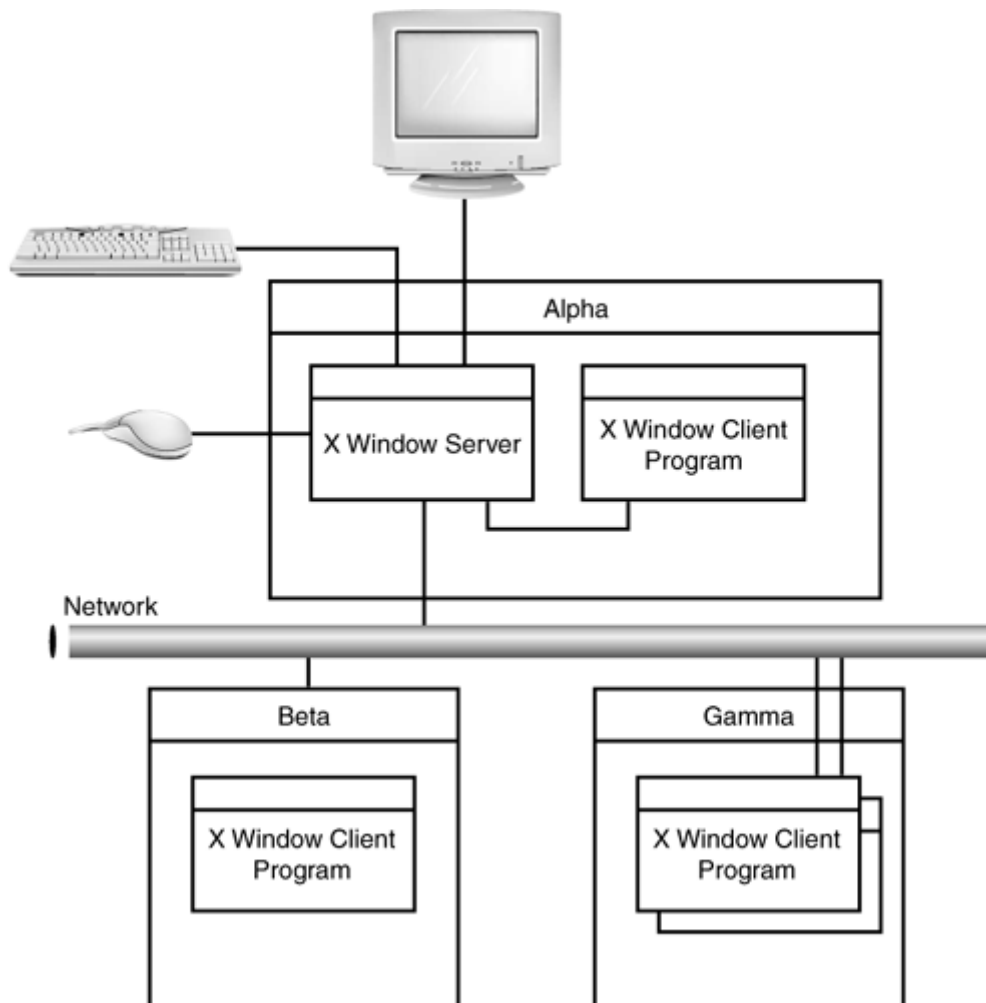 Alpha
X Window Server
X Window Client
Program
Network
Beta
Gamma
X Window Client
Program
X Window Client
Program